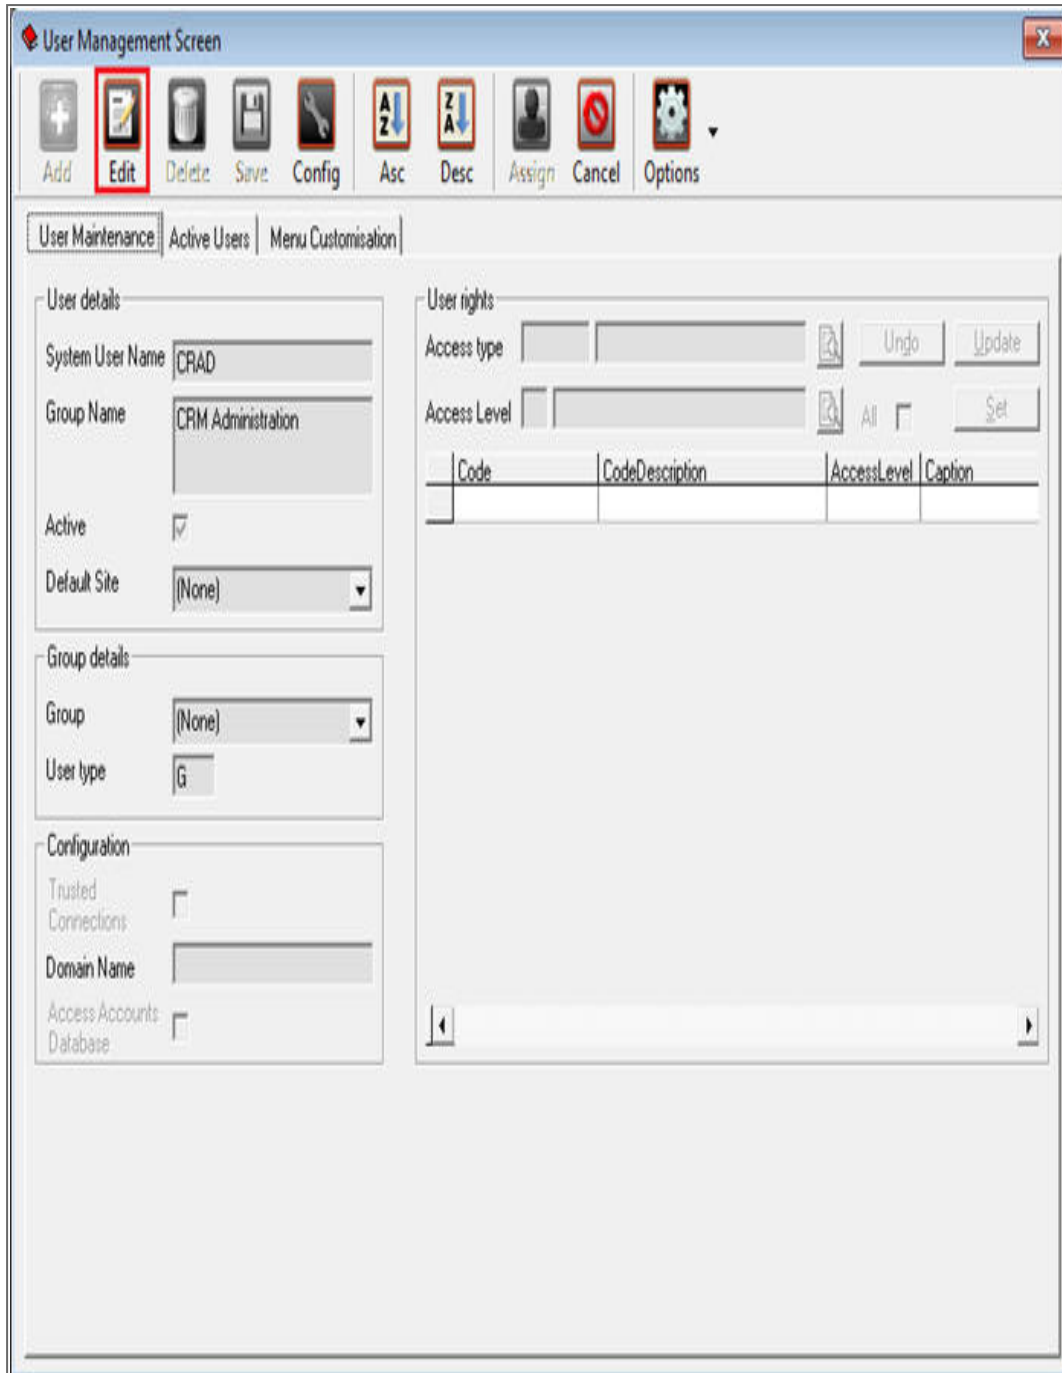 User Management Screen
Add Edit Delete Save Config Asc Desc Assign Cancel Options
User Maintenance Active Users Menu Customisation
User details
System User Name CRAD
Group Name CRM Administration
Active
Default Site (None)
Group details
Group (None)
User type G
Configuration
Trusted
Connections
Domain Name
Access Accounts
Database
User rights
Access type Undo Update
Access Level All Set
Code CodeDescription AccessLevel Caption